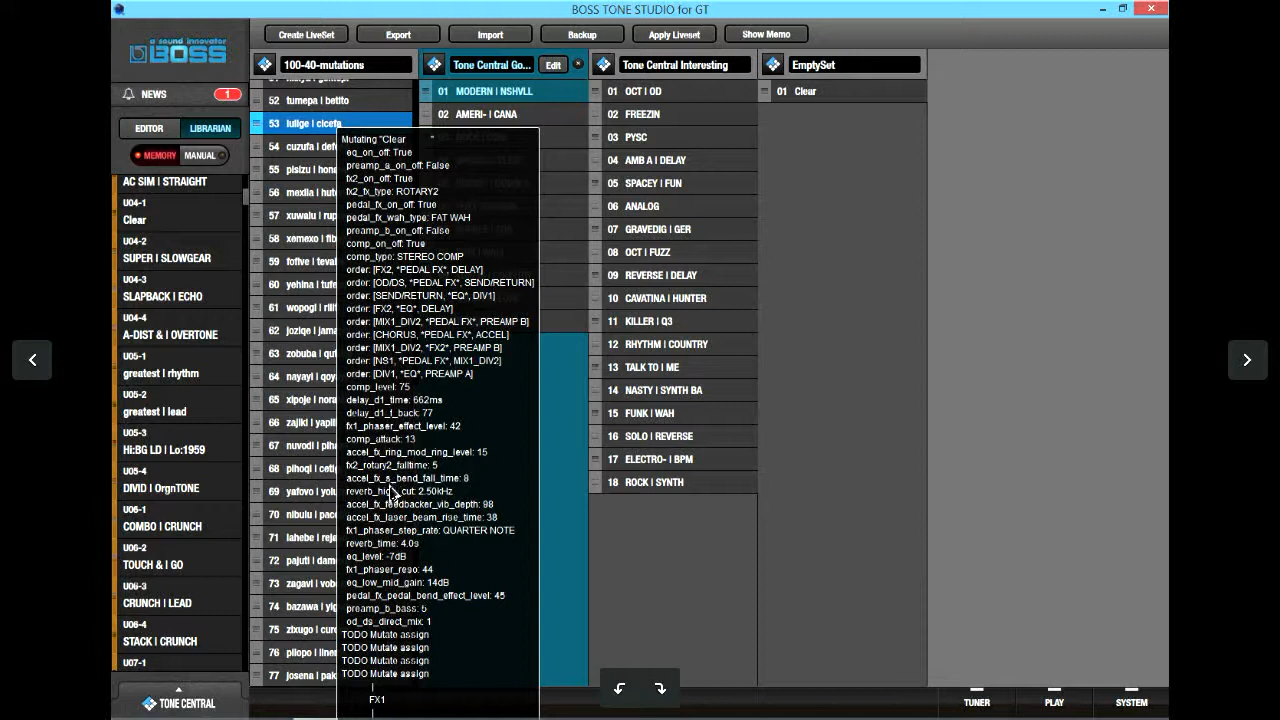 BOSS TONE STUDIO for GT
a sound innovator
BOSS
Create LiveSet
Export
Import
Backup
Apply Liveset
Show Memo
NEWS
1
EDITOR
LIBRARIAN
MEMORY
MANUAL
AC SIM | STRAIGHT
U04-1
Clear
U04-2
SUPER | SLOWGEAR
U04-3
SLAPBACK | ECHO
U04-4
A-DIST & | OVERTONE
U05-1
greatest | rhythm
U05-2
greatest | lead
U05-3
Hi:BG LD | Lo:1959
U05-4
DIVID | OrgnTONE
U06-1
COMBO | CRUNCH
U06-2
TOUCH & | GO
U06-3
CRUNCH | LEAD
U06-4
STACK | CRUNCH
U07-1
TONE CENTRAL
100-40-mutations
52 tumepa | betito
53 lulige | cicefa
54 cuzufa |
55
56
57 xuwalu |
58 xemexo |
59 fofive |
60 yehina |
61 wopogi |
62 joziqe |
63 zobuba |
64 nayayi |
65 xipoje |
66 zajiki |
67 nuvodi |
68 pihoqi |
69 yafovo |
70 nibulu |
71 lahebe |
72 pajuti |
73 zagavi |
74 bazawa |
75 zixugo |
76
77 josena |
Mutating "Clear "
eq_on_off: True
preamp_a_on_off: False
fx2_on_off: True
fx2_fx_type: ROTARY2
pedal_fx_on_off: True
pedal_fx_wah_type: FAT WAH
preamp_b_on_off: False
comp_on_off: True
comp_type: STEREO COMP
order: [FX2, *PEDAL FX*, DELAY]
order: [OD/DS, *PEDAL FX*, SEND/RETURN]
order: [SEND/RETURN, *EQ*, DIV1]
order: [FX2, *EQ*, DELAY]
order: [MIX1_DIV2, *PEDAL FX*, PREAMP B]
order: [CHORUS, *PEDAL FX*, ACCEL]
order: [MIX1_DIV2, *FX2*, PREAMP B]
order: [NS1, *PEDAL FX*, MIX1_DIV2]
order: [DIV1, *EQ*, PREAMP A]
comp_level: 75
delay_d1_time: 662ms
delay_d1_f_back: 77
fx1_phaser_effect_level: 42
comp_attack: 13
accel_fx_ring_mod_ring_level: 15
fx2_rotary2_falltime: 5
accel_fx_s_bend_fall_time: 8
reverb_high_cut: 2.50kHz
accel_fx_feedbacker_vib_depth: 98
accel_fx_laser_beam_rise_time: 38
fx1_phaser_step_rate: QUARTER NOTE
reverb_time: 4.0s
eq_level: -7dB
fx1_phaser_reso: 44
eq_low_mid_gain: 14dB
pedal_fx_pedal_bend_effect_level: 45
preamp_b_bass: 5
od_ds_direct_mix: 1
TODO Mutate assign
TODO Mutate assign
TODO Mutate assign
TODO Mutate assign
|
FX1
|
Tone Central Go...
Edit
01 MODERN | NSHVLL
02 AMERI- | CANA
Tone Central Interesting
01 OCT | OD
02 FREEZIN
03 PYSC
04 AMB A | DELAY
05 SPACEY | FUN
06 ANALOG
07 GRAVEDIG | GER
08 OCT | FUZZ
09 REVERSE | DELAY
10 CAVATINA | HUNTER
11 KILLER | Q3
12 RHYTHM | COUNTRY
13 TALK TO | ME
14 NASTY | SYNTH BA
15 FUNK | WAH
16 SOLO | REVERSE
17 ELECTRO- | BPM
18 ROCK | SYNTH
EmptySet
01 Clear
TUNER
PLAY
SYSTEM